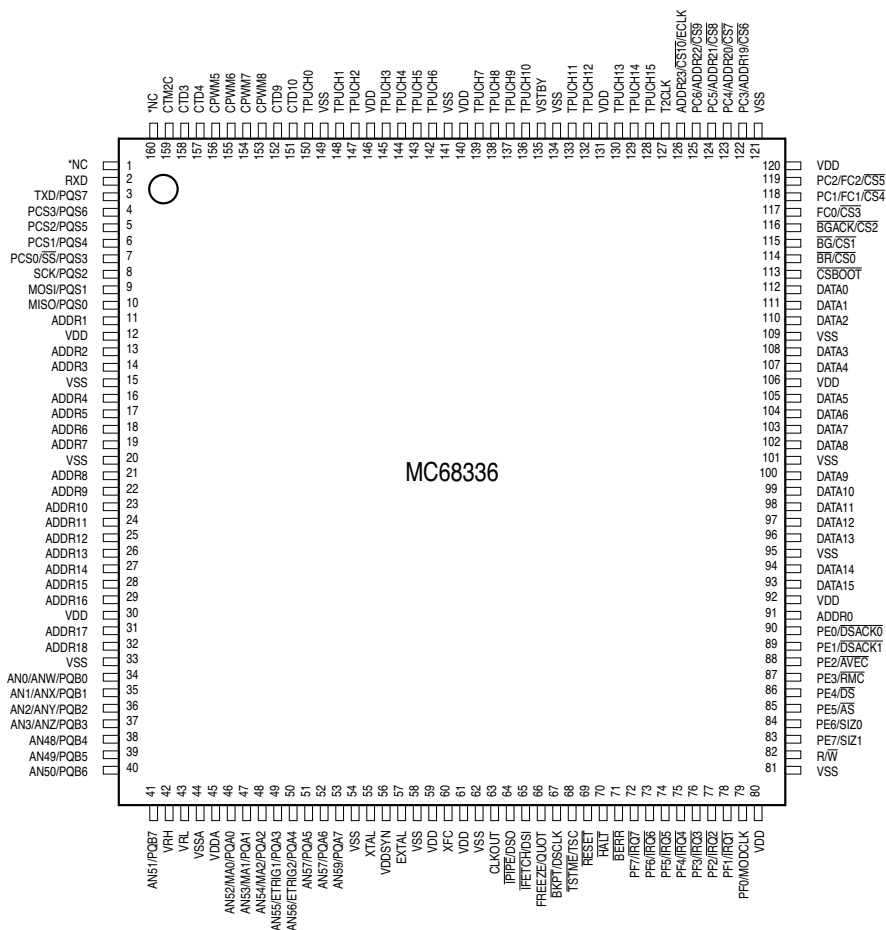 *NC 160
CTM2C 159
CTD3 158
CTD4 157
CPWM5 156
CPWM6 155
CPWM7 154
CPWM8 153
CTD9 152
CTD10 151
TPUCH0 150
VSS 149
TPUCH1 148
TPUCH2 147
VDD 146
TPUCH3 145
TPUCH4 144
TPUCH5 143
TPUCH6 142
VSS 141
VDD 140
TPUCH7 139
TPUCH8 138
TPUCH9 137
TPUCH10 136
VSTBY 135
VSS 134
TPUCH11 133
TPUCH12 132
VDD 131
TPUCH13 130
TPUCH14 129
TPUCH15 128
T2CLK 127
ADDR23/CS10/ECLK 126
PC6/ADDR22/CS9 125
PC5/ADDR21/CS8 124
PC4/ADDR20/CS7 123
PC3/ADDR19/CS6 122
VSS 121
*NC 1
RXD 2
TXD/PQS7 3
PCS3/PQS6 4
PCS2/PQS5 5
PCS1/PQS4 6
PCS0/SS/PQS3 7
SCK/PQS2 8
MOSI/PQS1 9
MISO/PQS0 10
ADDR1 11
VDD 12
ADDR2 13
ADDR3 14
VSS 15
ADDR4 16
ADDR5 17
ADDR6 18
ADDR7 19
VSS 20
ADDR8 21
ADDR9 22
ADDR10 23
ADDR11 24
ADDR12 25
ADDR13 26
ADDR14 27
ADDR15 28
ADDR16 29
VDD 30
ADDR17 31
ADDR18 32
VSS 33
AN0/ANW/PQB0 34
AN1/ANX/PQB1 35
AN2/ANY/PQB2 36
AN3/ANZ/PQB3 37
AN48/PQB4 38
AN49/PQB5 39
AN50/PQB6 40
MC68336
120 VDD
119 PC2/FC2/CS5
118 PC1/FC1/CS4
117 FC0/CS3
116 BGACK/CS2
115 BG/CS1
114 BR/CS0
113 CSBOOT
112 DATA0
111 DATA1
110 DATA2
109 VSS
108 DATA3
107 DATA4
106 VDD
105 DATA5
104 DATA6
103 DATA7
102 DATA8
101 VSS
100 DATA9
99 DATA10
98 DATA11
97 DATA12
96 DATA13
95 VSS
94 DATA14
93 DATA15
92 VDD
91 ADDR0
90 PE0/DSACK0
89 PE1/DSACK1
88 PE2/AVEC
87 PE3/RMC
86 PE4/DS
85 PE5/AS
84 PE6/SIZ0
83 PE7/SIZ1
82 R/W
81 VSS
41 AN51/PQB7
42 VRH
43 VRL
44 VSSA
45 VDDA
46 AN52/MA0/PQA0
47 AN53/MA1/PQA1
48 AN54/MA2/PQA2
49 AN55/ETRIG1/PQA3
50 AN56/ETRIG2/PQA4
51 AN57/PQA5
52 AN57/PQA6
53 AN59/PQA7
54 VSS
55 XTAL
56 VDDSYN
57 EXTAL
58 VSS
59 VDD
60 XFC
61 VDD
62 VSS
63 CLKOUT
64 IPIPE/DSO
65 IFETCH/DSI
66 FREEZE/QUOT
67 BKPT/DSCLK
68 TSTME/TSC
69 RESET
70 HALT
71 BERR
72 PF7/IRQ7
73 PF6/IRQ6
74 PF5/IRQ5
75 PF4/IRQ4
76 PF3/IRQ3
77 PF2/IRQ2
78 PF1/IRQ1
79 PF0/MODCLK
80 VDD